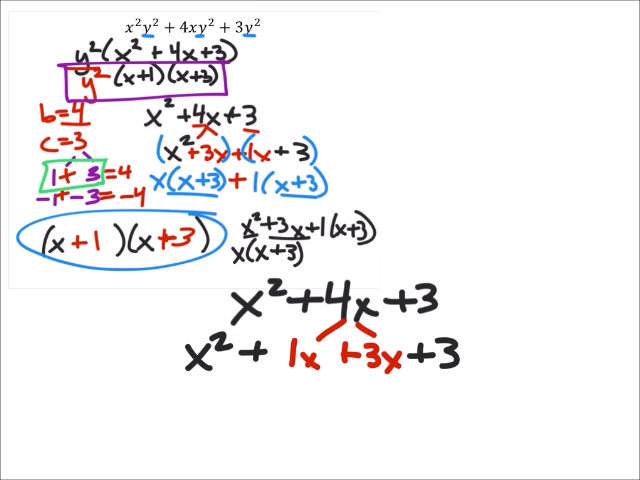 x²y² + 4xy² + 3y²
y²(x² + 4x + 3)
y² (x+1)(x+3)
b = 4
c = 3
1 + 3 = 4
-1 + -3 = -4
(x + 1)(x + 3)
x² + 4x + 3
(x² + 3x) + (1x + 3)
x(x+3) + 1(x+3)
x² + 3x + 1(x+3)
x(x+3)
x² + 4x + 3
x² + 1x + 3x + 3